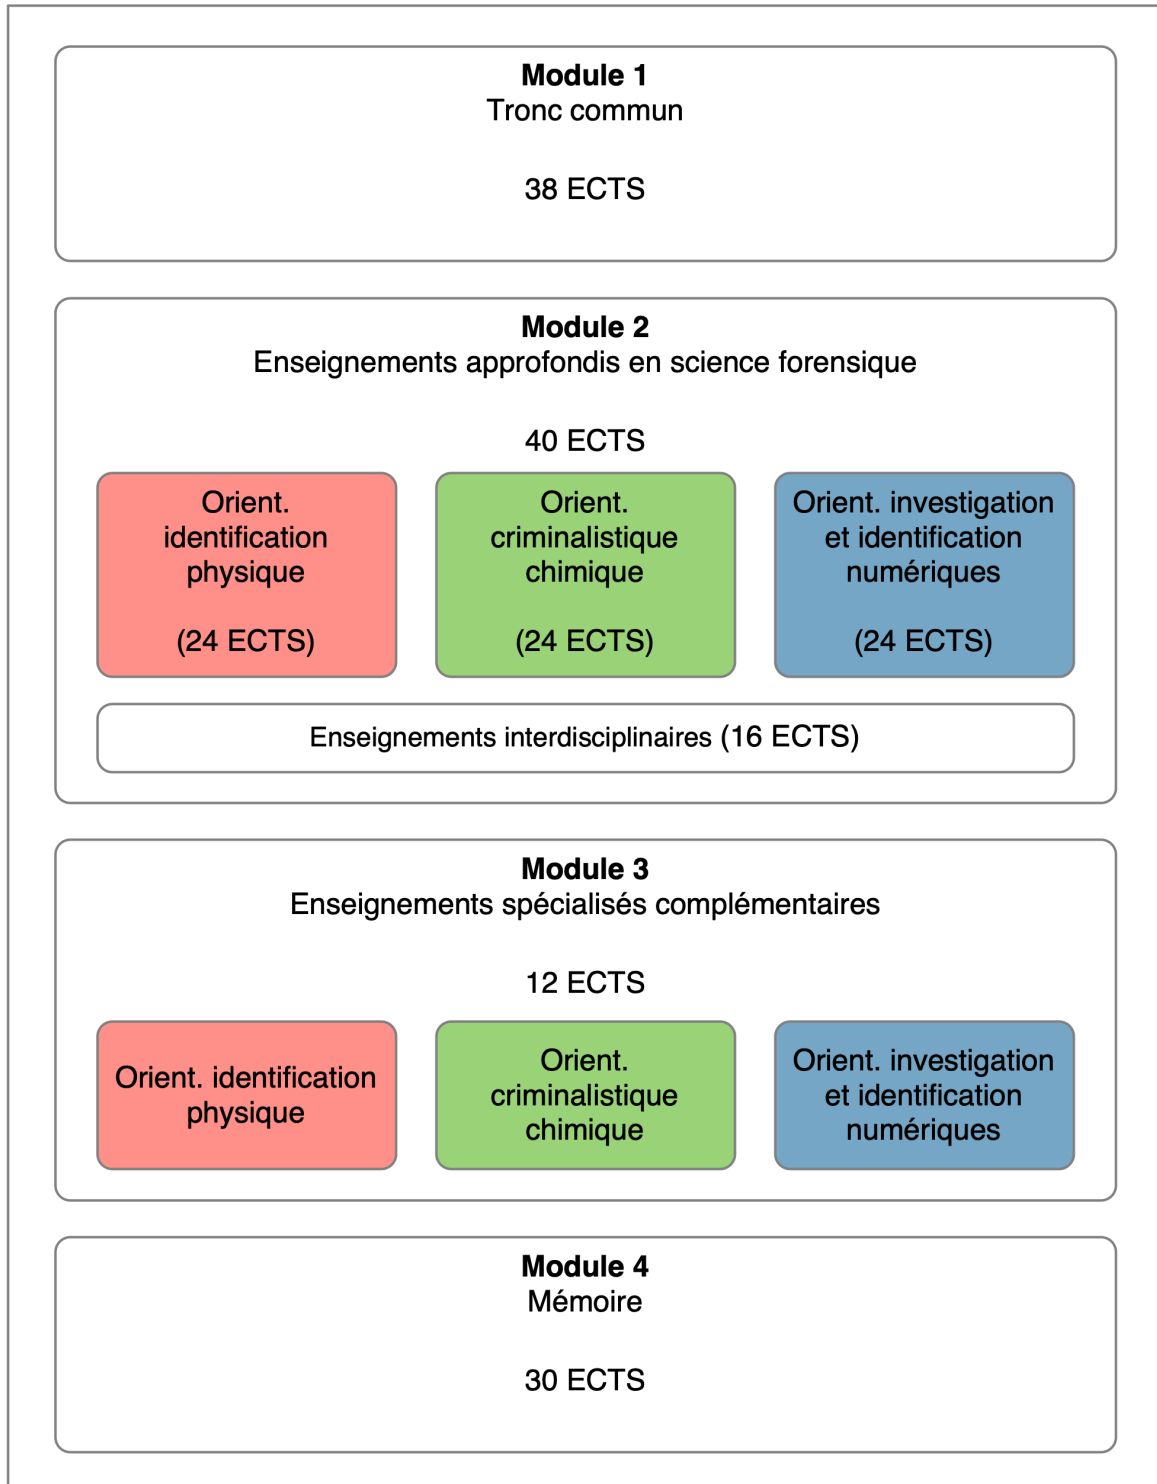 Module 1
Tronc commun
38 ECTS
Module 2
Enseignements approfondis en science forensique
40 ECTS
Orient.
identification
physique
(24 ECTS)
Orient.
criminalistique
chimique
(24 ECTS)
Orient. investigation
et identification
numériques
(24 ECTS)
Enseignements interdisciplinaires (16 ECTS)
Module 3
Enseignements spécialisés complémentaires
12 ECTS
Orient. identification
physique
Orient.
criminalistique
chimique
Orient. investigation
et identification
numériques
Module 4
Mémoire
30 ECTS